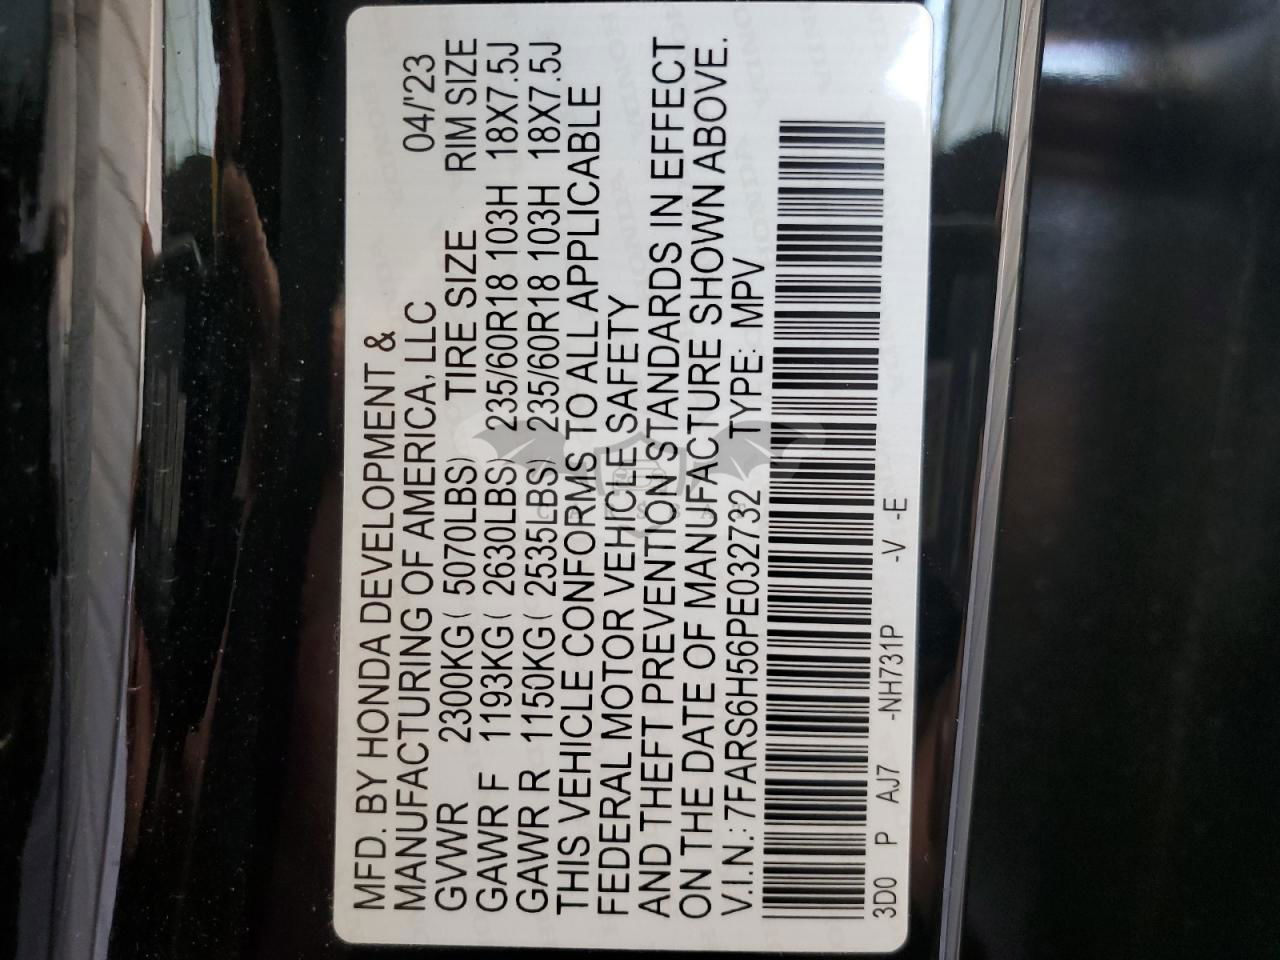 MFD. BY HONDA DEVELOPMENT &
MANUFACTURING OF AMERICA, LLC 04/'23
GVWR 2300KG( 5070LBS) TIRE SIZE RIM SIZE
GAWR F 1193KG( 2630LBS) 235/60R18 103H 18X7.5J
GAWR R 1150KG( 2535LBS) 235/60R18 103H 18X7.5J
THIS VEHICLE CONFORMS TO ALL APPLICABLE
FEDERAL MOTOR VEHICLE SAFETY
AND THEFT PREVENTION STANDARDS IN EFFECT
ON THE DATE OF MANUFACTURE SHOWN ABOVE.
V.I.N.: 7FARS6H56PE032732 TYPE: MPV
3D0 P AJ7 -NH731P -V -E